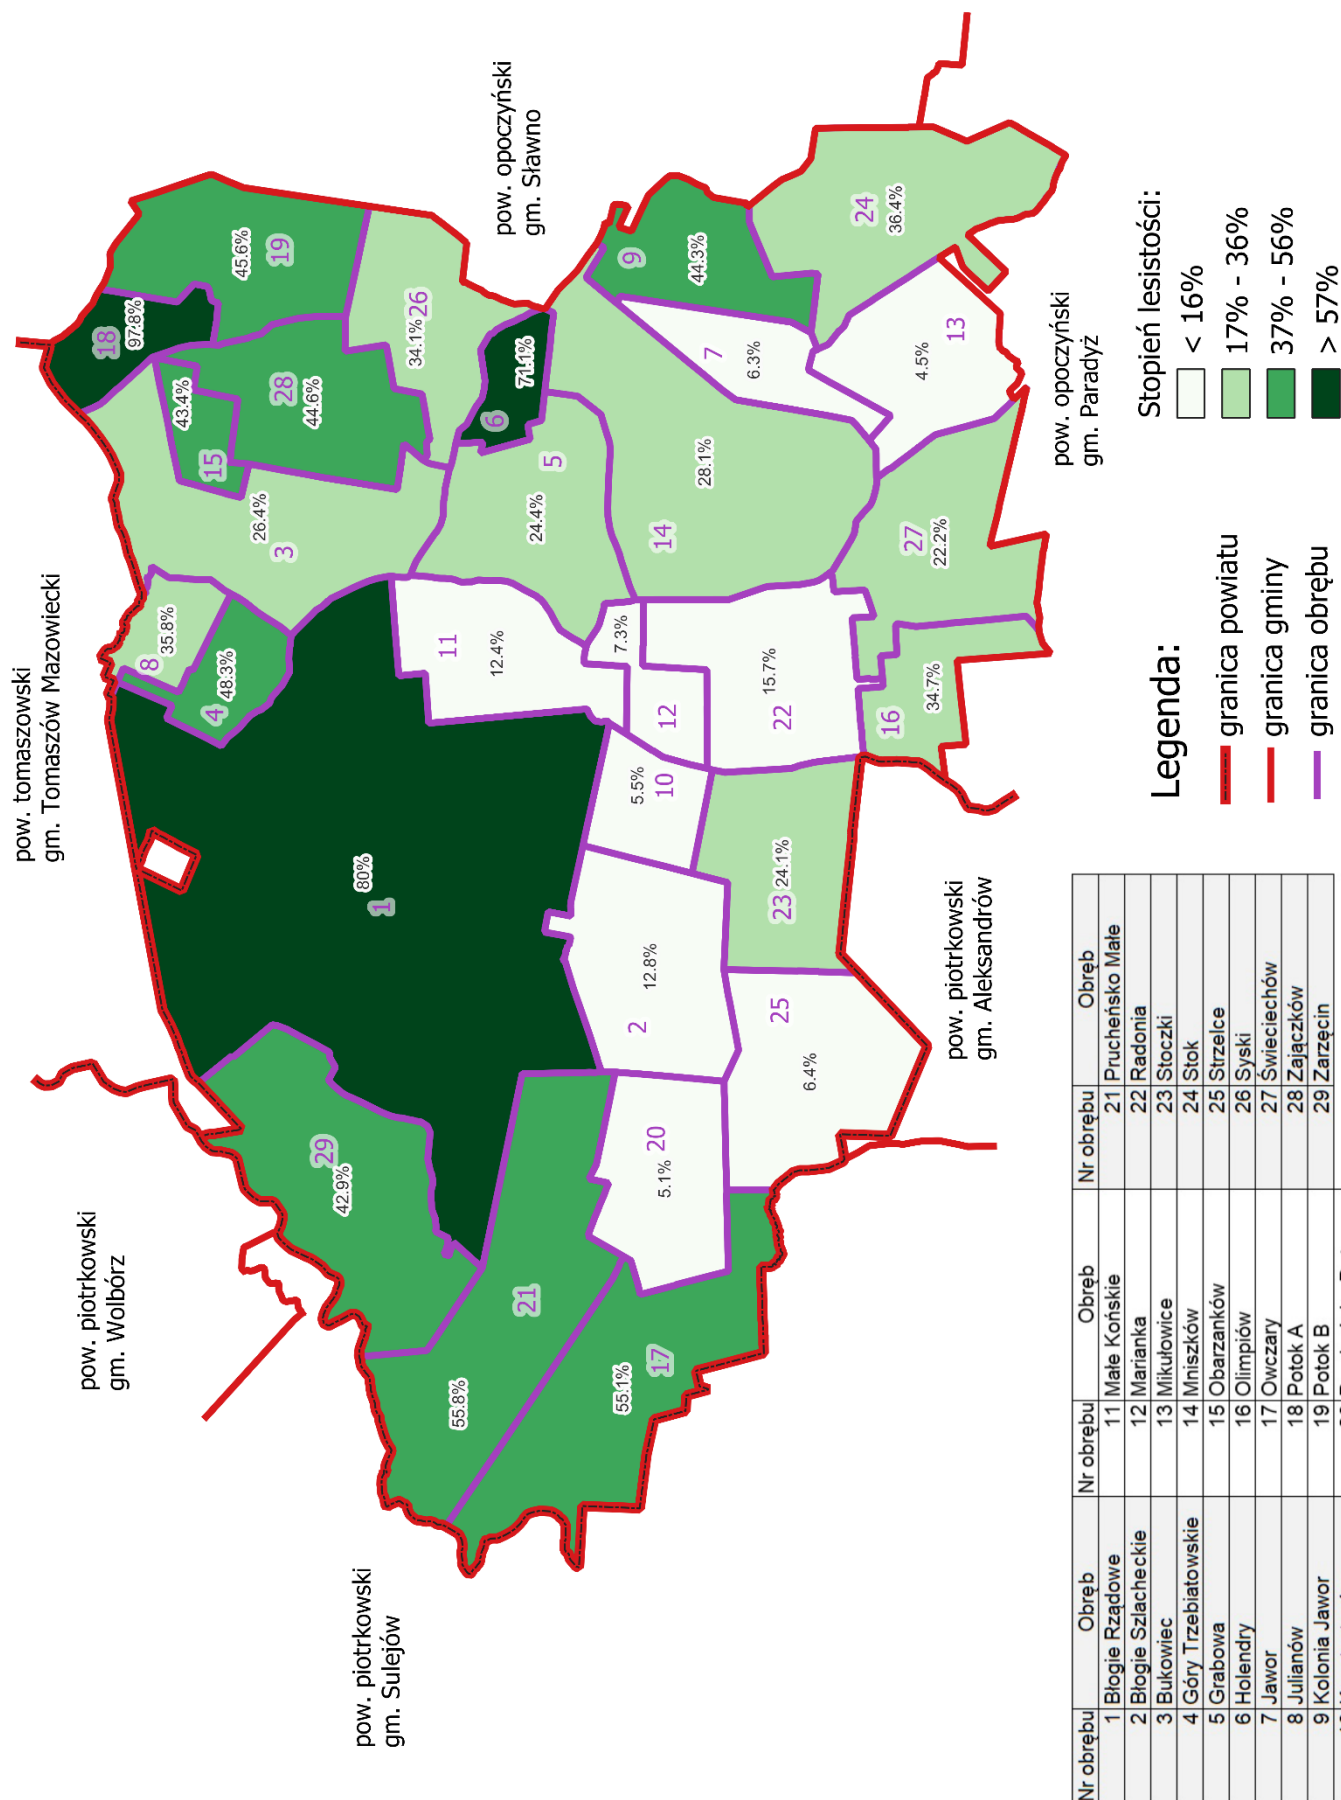 pow. tomaszowski
gm. Tomaszów Mazowiecki
pow. piotrkowski
gm. Wolbórz
pow. piotrkowski
gm. Sulejów
pow. opoczyński
gm. Sławno
pow. opoczyński
gm. Paradyż
pow. piotrkowski
gm. Aleksandrów
18
97.8%
19
45.6%
15
43.4%
28
44.6%
26
34.1%
3
26.4%
8
35.8%
4
48.3%
6
71.1%
5
24.4%
9
44.3%
7
6.3%
24
36.4%
13
4.5%
14
28.1%
27
22.2%
11
12.4%
7.3%
12
22
15.7%
16
34.7%
10
5.5%
23
24.1%
1
80%
2
12.8%
25
6.4%
20
5.1%
29
42.9%
21
55.8%
17
55.1%
Legenda:
granica powiatu
granica gminy
granica obrębu
Stopień lesistości:
< 16%
17% - 36%
37% - 56%
> 57%
Nr obrębu Obręb Nr obrębu Obręb Nr obrębu Obręb
1 Błogie Rządowe 11 Małe Końskie 21 Prucheńsko Małe
2 Błogie Szlacheckie 12 Marianka 22 Radonia
3 Bukowiec 13 Mikułowice 23 Stoczki
4 Góry Trzebiatowskie 14 Mniszków 24 Stok
5 Grabowa 15 Obarzanków 25 Strzelce
6 Holendry 16 Olimpiów 26 Syski
7 Jawor 17 Owczary 27 Świeciechów
8 Julianów 18 Potok A 28 Zajączków
9 Kolonia Jawor 19 Potok B 29 Zarzęcin